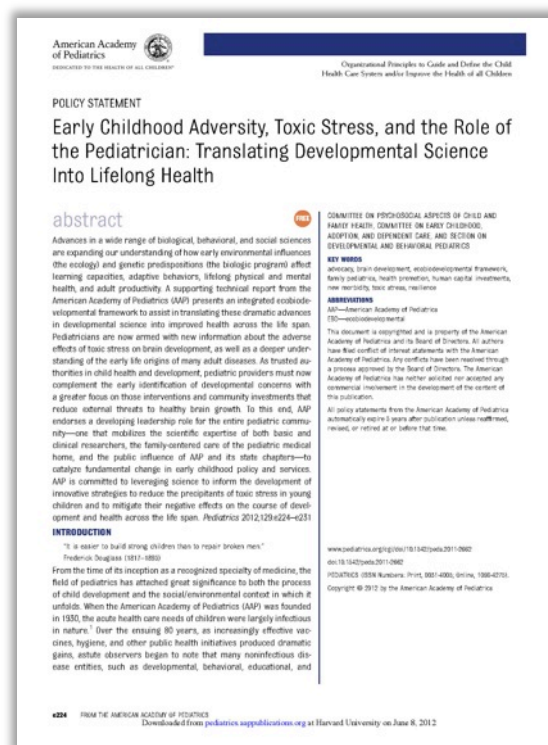 American Academy
of Pediatrics
DEDICATED TO THE HEALTH OF ALL CHILDREN™
Organizational Principles to Guide and Define the Child
Health Care System and/or Improve the Health of all Children
POLICY STATEMENT
Early Childhood Adversity, Toxic Stress, and the Role of
the Pediatrician: Translating Developmental Science
Into Lifelong Health
abstract
FREE
Advances in a wide range of biological, behavioral, and social sciences
are expanding our understanding of how early environmental influences
(the ecology) and genetic predispositions (the biologic program) affect
learning capacities, adaptive behaviors, lifelong physical and mental
health, and adult productivity. A supporting technical report from the
American Academy of Pediatrics (AAP) presents an integrated ecobiode-
velopmental framework to assist in translating these dramatic advances
in developmental science into improved health across the life span.
Pediatricians are now armed with new information about the adverse
effects of toxic stress on brain development, as well as a deeper under-
standing of the early life origins of many adult diseases. As trusted au-
thorities in child health and development, pediatric providers must now
complement the early identification of developmental concerns with
a greater focus on those interventions and community investments that
reduce external threats to healthy brain growth. To this end, AAP
endorses a developing leadership role for the entire pediatric commu-
nity—one that mobilizes the scientific expertise of both basic and
clinical researchers, the family-centered care of the pediatric medical
home, and the public influence of AAP and its state chapters—to
catalyze fundamental change in early childhood policy and services.
AAP is committed to leveraging science to inform the development of
innovative strategies to reduce the precipitants of toxic stress in young
children and to mitigate their negative effects on the course of devel-
opment and health across the life span. Pediatrics 2012;129:e224–e231
INTRODUCTION
"It is easier to build strong children than to repair broken men."
Frederick Douglass (1817–1895)
From the time of its inception as a recognized specialty of medicine, the
field of pediatrics has attached great significance to both the process
of child development and the social/environmental context in which it
unfolds. When the American Academy of Pediatrics (AAP) was founded
in 1930, the acute health care needs of children were largely infectious
in nature.1 Over the ensuing 80 years, as increasingly effective vac-
cines, hygiene, and other public health initiatives produced dramatic
gains, astute observers began to note that many noninfectious dis-
ease entities, such as developmental, behavioral, educational, and
COMMITTEE ON PSYCHOSOCIAL ASPECTS OF CHILD AND
FAMILY HEALTH, COMMITTEE ON EARLY CHILDHOOD,
ADOPTION, AND DEPENDENT CARE, AND SECTION ON
DEVELOPMENTAL AND BEHAVIORAL PEDIATRICS
KEY WORDS
advocacy, brain development, ecobiodevelopmental framework,
family pediatrics, health promotion, human capital investments,
new morbidity, toxic stress, resilience
ABBREVIATIONS
AAP—American Academy of Pediatrics
EBD—ecobiodevelopmental
This document is copyrighted and is property of the American
Academy of Pediatrics and its Board of Directors. All authors
have filed conflict of interest statements with the American
Academy of Pediatrics. Any conflicts have been resolved through
a process approved by the Board of Directors. The American
Academy of Pediatrics has neither solicited nor accepted any
commercial involvement in the development of the content of
this publication.
All policy statements from the American Academy of Pediatrics
automatically expire 5 years after publication unless reaffirmed,
revised, or retired at or before that time.
www.pediatrics.org/cgi/doi/10.1542/peds.2011-2662
doi:10.1542/peds.2011-2662
PEDIATRICS (ISSN Numbers: Print, 0031-4005; Online, 1098-4275).
Copyright © 2012 by the American Academy of Pediatrics
e224 FROM THE AMERICAN ACADEMY OF PEDIATRICS
Downloaded from pediatrics.aappublications.org at Harvard University on June 8, 2012